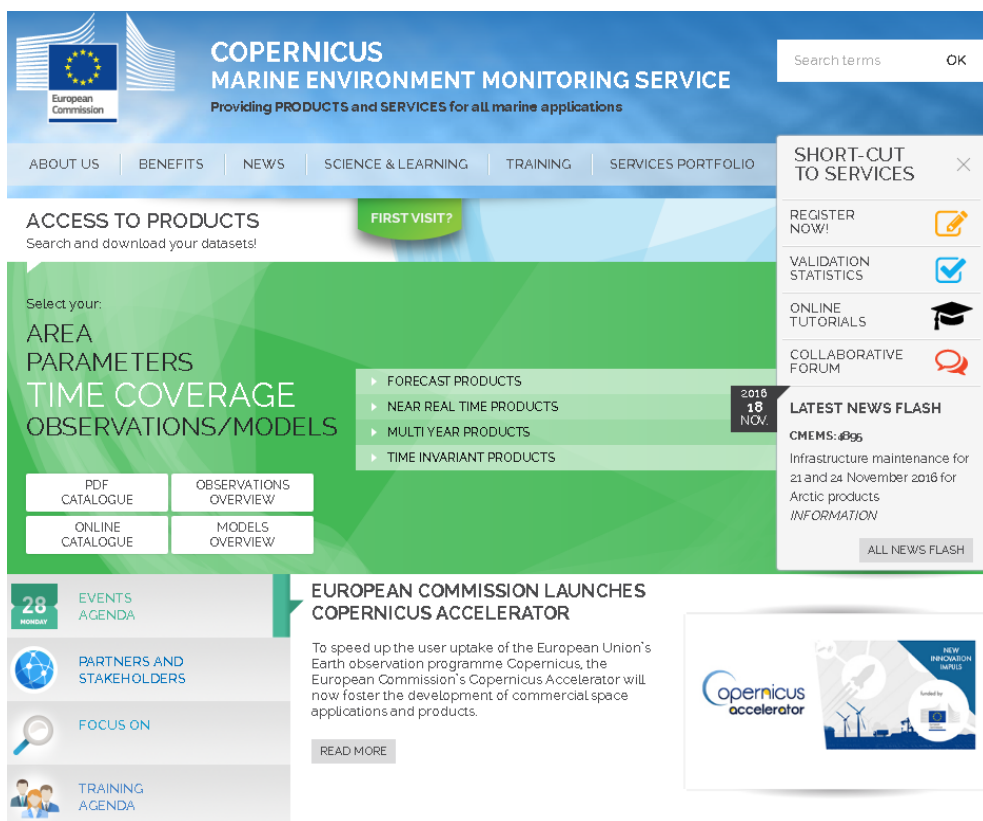 European
Commission
COPERNICUS
MARINE ENVIRONMENT MONITORING SERVICE
Providing PRODUCTS and SERVICES for all marine applications
Search terms
OK
ABOUT US
BENEFITS
NEWS
SCIENCE & LEARNING
TRAINING
SERVICES PORTFOLIO
SHORT-CUT
TO SERVICES
REGISTER
NOW!
VALIDATION
STATISTICS
ONLINE
TUTORIALS
COLLABORATIVE
FORUM
2016
18
NOV.
LATEST NEWS FLASH
CMEMS: 4895
Infrastructure maintenance for
21 and 24 November 2016 for
Arctic products
INFORMATION
ALL NEWS FLASH
ACCESS TO PRODUCTS
Search and download your datasets!
FIRST VISIT?
Select your:
AREA
PARAMETERS
TIME COVERAGE
OBSERVATIONS/MODELS
FORECAST PRODUCTS
NEAR REAL TIME PRODUCTS
MULTI YEAR PRODUCTS
TIME INVARIANT PRODUCTS
PDF
CATALOGUE
OBSERVATIONS
OVERVIEW
ONLINE
CATALOGUE
MODELS
OVERVIEW
28
MONDAY
EVENTS
AGENDA
PARTNERS AND
STAKEHOLDERS
FOCUS ON
TRAINING
AGENDA
EUROPEAN COMMISSION LAUNCHES
COPERNICUS ACCELERATOR
To speed up the user uptake of the European Union`s
Earth observation programme Copernicus, the
European Commission`s Copernicus Accelerator will
now foster the development of commercial space
applications and products.
READ MORE
opernicus
accelerator
NEW
INNOVATION
IMPULS
funded by